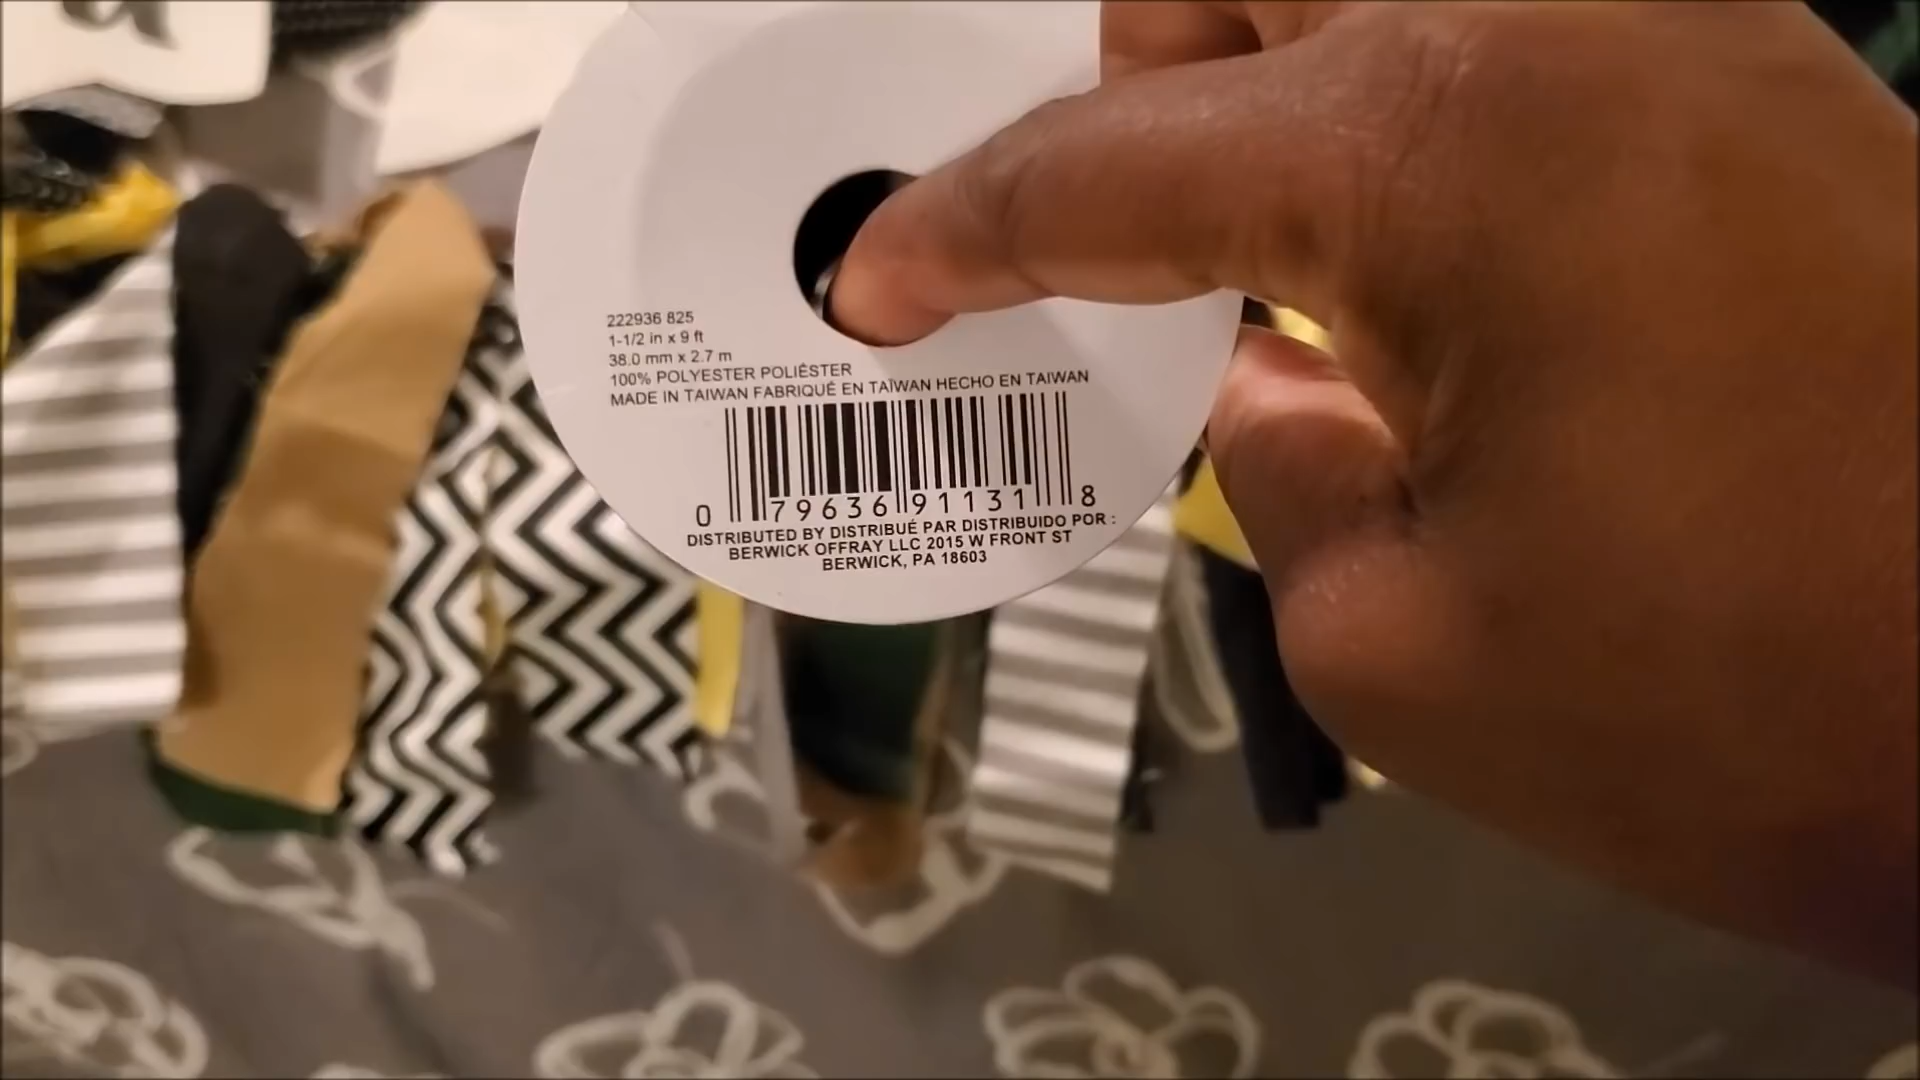 222936 825
1-1/2 in x 9 ft
38.0 mm x 2.7 m
100% POLYESTER POLIÉSTER
MADE IN TAIWAN FABRIQUÉ EN TAÏWAN HECHO EN TAIWAN
0 79636 91131 8
DISTRIBUTED BY DISTRIBUÉ PAR DISTRIBUIDO POR :
BERWICK OFFRAY LLC 2015 W FRONT ST
BERWICK, PA 18603